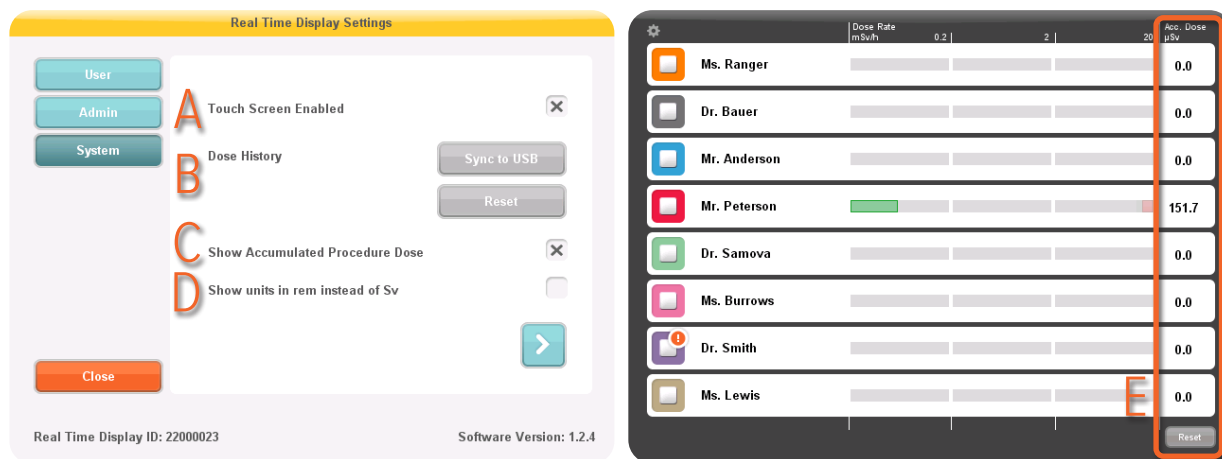 Real Time Display Settings
User
Admin
System
Close
A
Touch Screen Enabled
B
Dose History
Sync to USB
Reset
C
Show Accumulated Procedure Dose
D
Show units in rem instead of Sv
Real Time Display ID: 22000023
Software Version: 1.2.4
Dose Rate
mSv/h 0.2 2 20
Acc. Dose
µSv
Ms. Ranger 0.0
Dr. Bauer 0.0
Mr. Anderson 0.0
Mr. Peterson 151.7
Dr. Samova 0.0
Ms. Burrows 0.0
! Dr. Smith 0.0
Ms. Lewis E 0.0
Reset